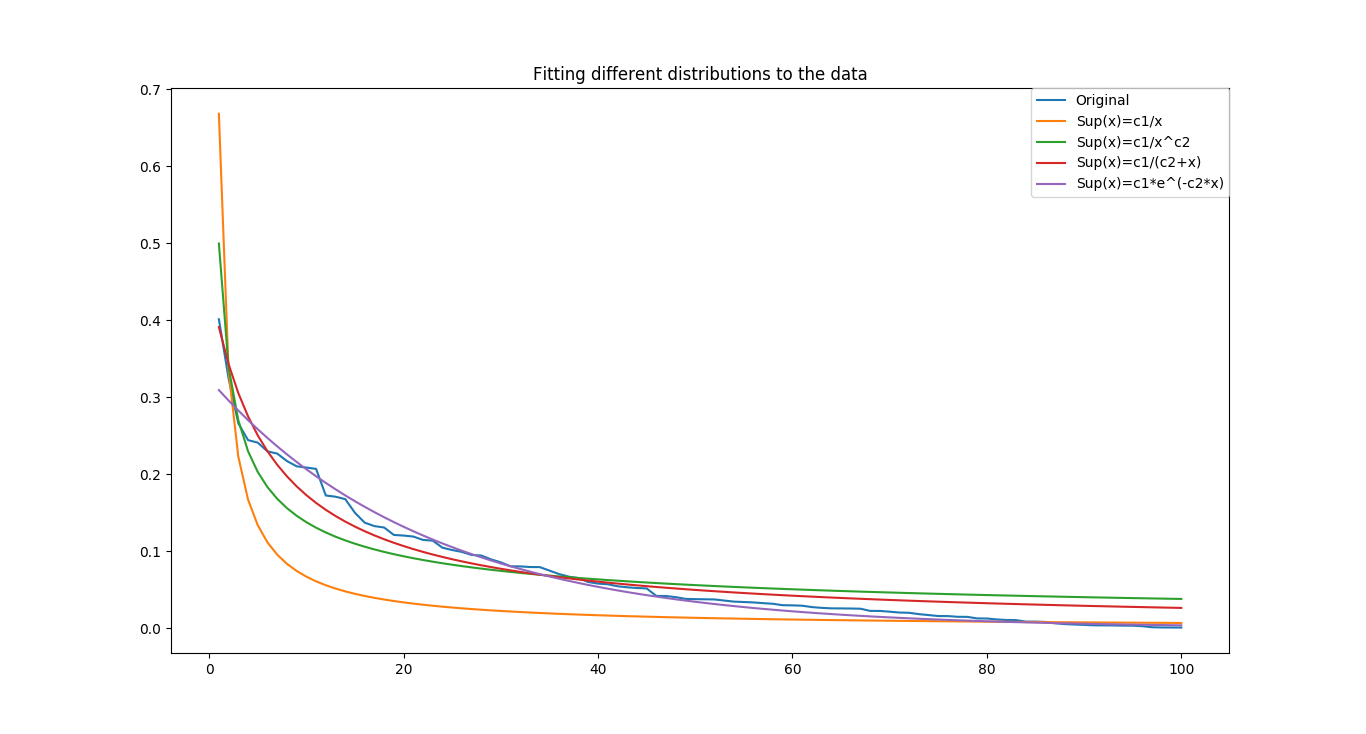 Fitting different distributions to the data
0.7
0.6
0.5
0.4
0.3
0.2
0.1
0.0
0 20 40 60 80 100
Original
Sup(x)=c1/x
Sup(x)=c1/x^c2
Sup(x)=c1/(c2+x)
Sup(x)=c1*e^(-c2*x)